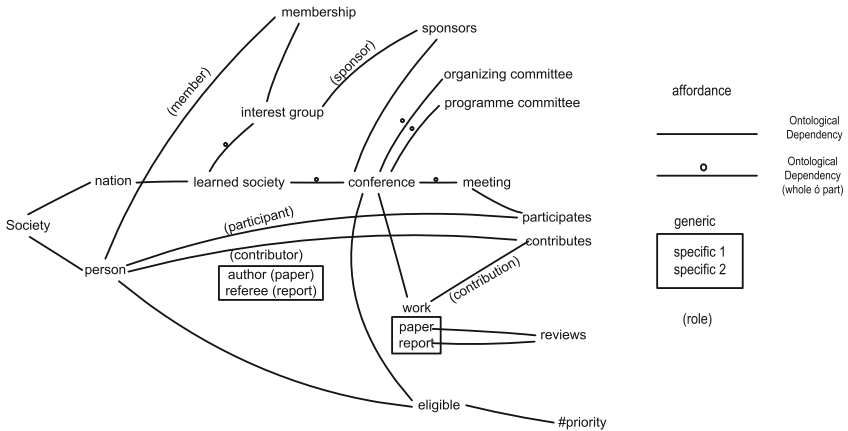 membership
sponsors
(member)
(sponsor)
organizing committee
programme committee
interest group
nation
learned society
conference
meeting
Society
(participant)
participates
(contributor)
contributes
person
author (paper)
referee (report)
(contribution)
work
paper
report
reviews
eligible
#priority
affordance
Ontological
Dependency
Ontological
Dependency
(whole ó part)
generic
specific 1
specific 2
(role)